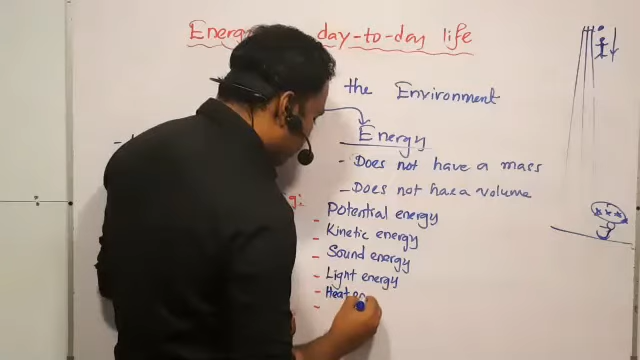 Energy day-to-day life
the Environment
Energy
- Does not have a mass
- Does not have a volume
- Potential energy
- Kinetic energy
- Sound energy
- Light energy
- Heat
-